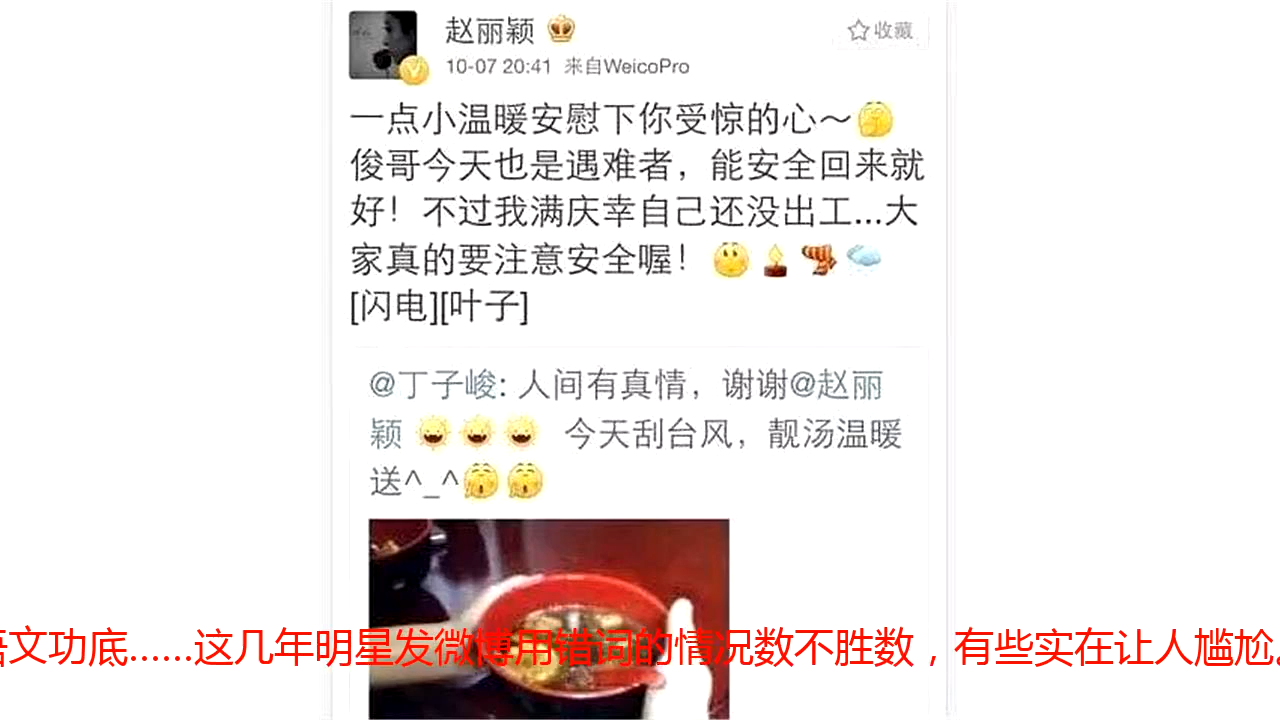 赵丽颖
收藏
10-07 20:41 来自WeicoPro
一点小温暖安慰下你受惊的心～
俊哥今天也是遇难者，能安全回来就
好！不过我满庆幸自己还没出工...大
家真的要注意安全喔！
[闪电][叶子]
@丁子峻: 人间有真情，谢谢@赵丽
颖 今天刮台风，靓汤温暖
送^_^
语文功底......这几年明星发微博用错词的情况数不胜数，有些实在让人尴尬